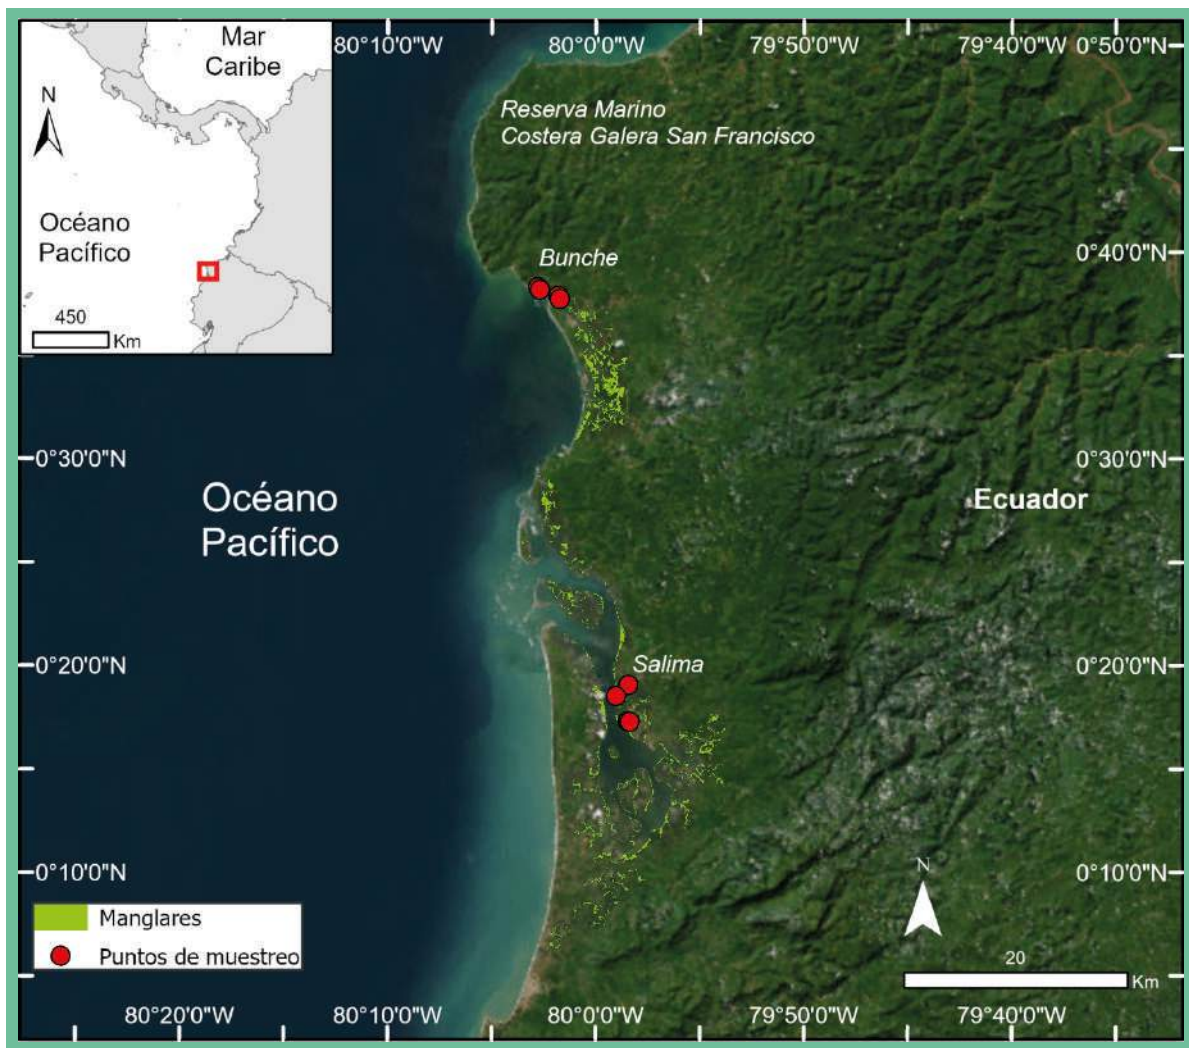 Mar
Caribe
N
Océano
Pacífico
450
Km
80°10'0"W
80°0'0"W
79°50'0"W
79°40'0"W
0°50'0"N
Reserva Marino
Costera Galera San Francisco
Bunche
0°40'0"N
0°30'0"N
0°30'0"N
Océano
Pacífico
Ecuador
0°20'0"N
Salima
0°20'0"N
0°10'0"N
N
0°10'0"N
Manglares
Puntos de muestreo
20
Km
80°20'0"W
80°10'0"W
80°0'0"W
79°50'0"W
79°40'0"W